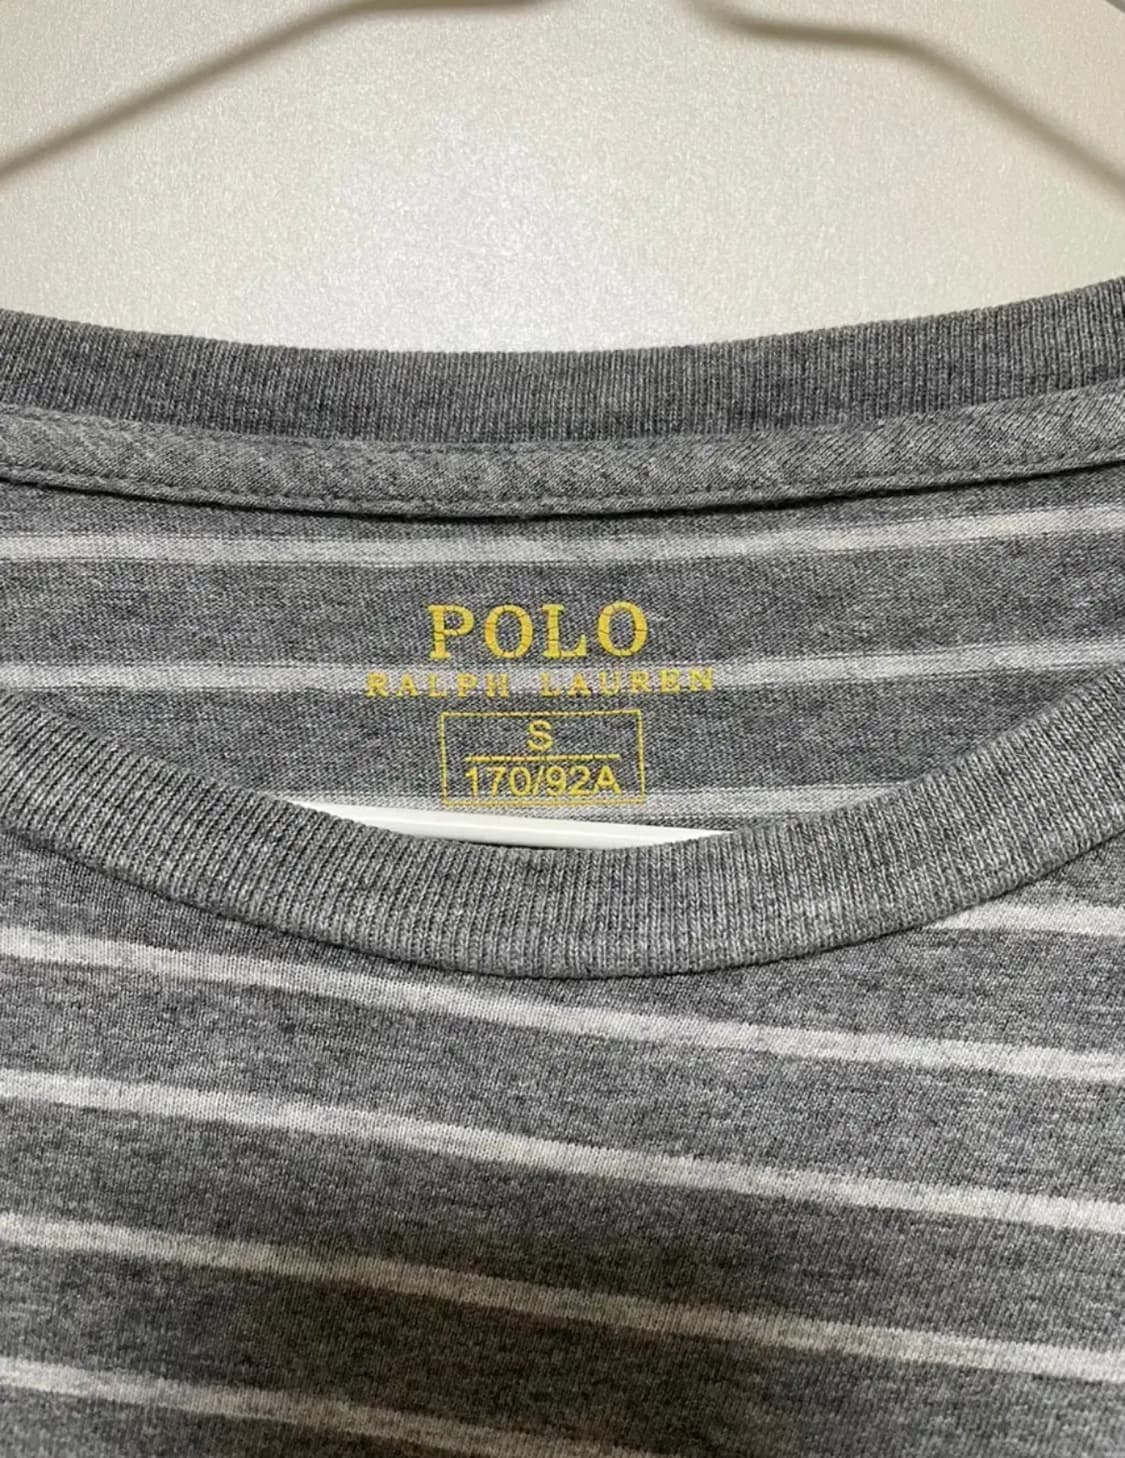 POLO
RALPH LAUREN
S
170/92A